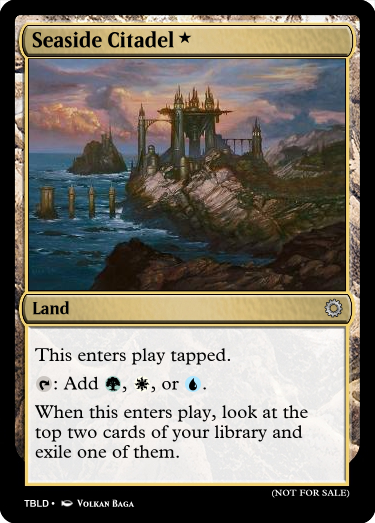 Seaside Citadel★
Land
This enters play tapped.
: Add , , or .
When this enters play, look at the
top two cards of your library and
exile one of them.
(NOT FOR SALE)
TBLD • Volkan Baga